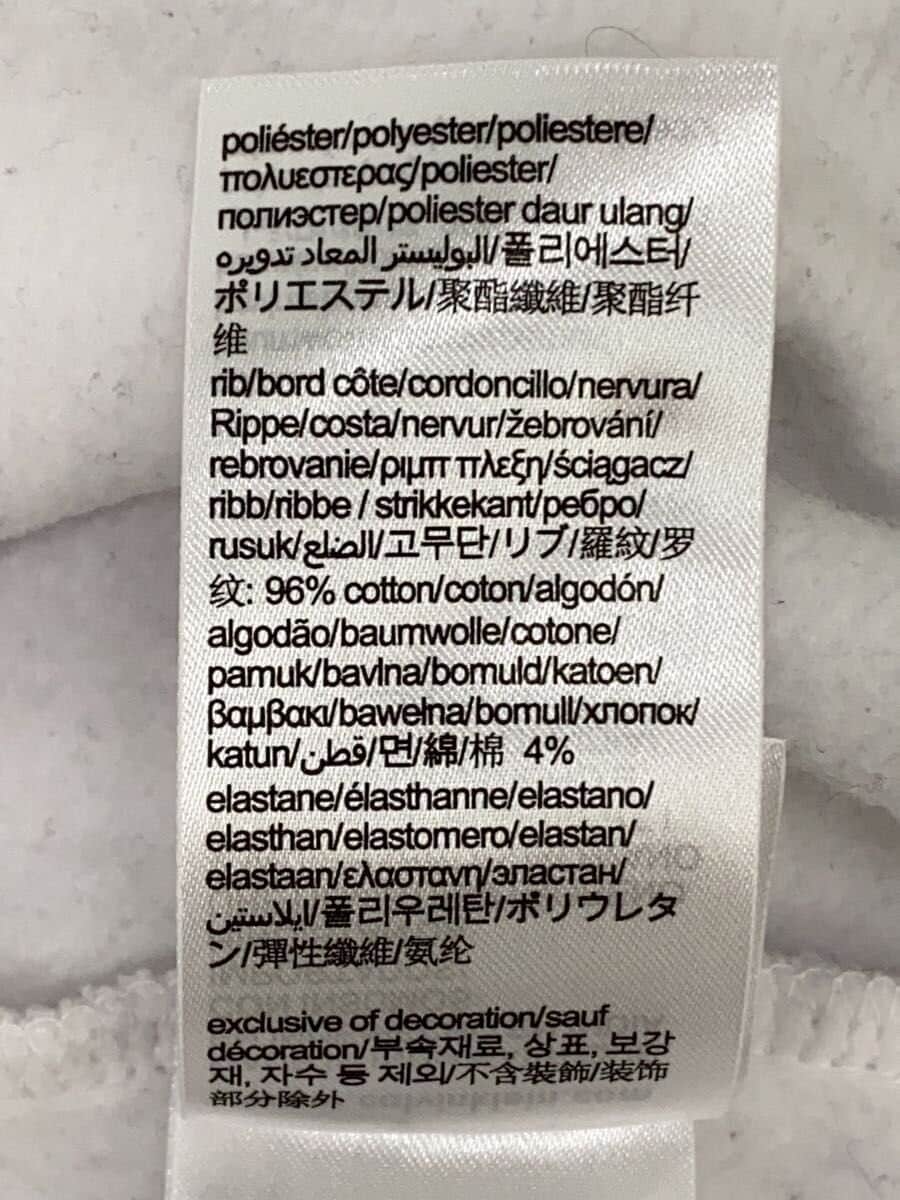 poliéster/polyester/poliestere/
πολυεστερας/poliester/
полиэстер/poliester daur ulang/
البوليستر المعاد تدويره/폴리에스터/
ポリエステル/聚酯纖維/聚酯纤
维
rib/bord côte/cordoncillo/nervura/
Rippe/costa/nervur/žebrování/
rebrovanie/ριμπ πλεξη/ściągacz/
ribb/ribbe / strikkekant/ребро/
rusuk/الضلع/고무단/リブ/羅紋/罗
纹: 96% cotton/coton/algodón/
algodão/baumwolle/cotone/
pamuk/bavlna/bomuld/katoen/
βαμβακι/bawełna/bomull/хлопок/
katun/قطن/면/綿/棉 4%
elastane/élasthanne/elastano/
elasthan/elastomero/elastan/
elastaan/ελαστανη/эластан/
ايلاستين/폴리우레탄/ポリウレタ
ン/彈性纖維/氨纶
exclusive of decoration/sauf
décoration/부속재료, 상표, 보강
재, 자수 등 제외/不含裝飾/装饰
部分除外
calvinklein.com